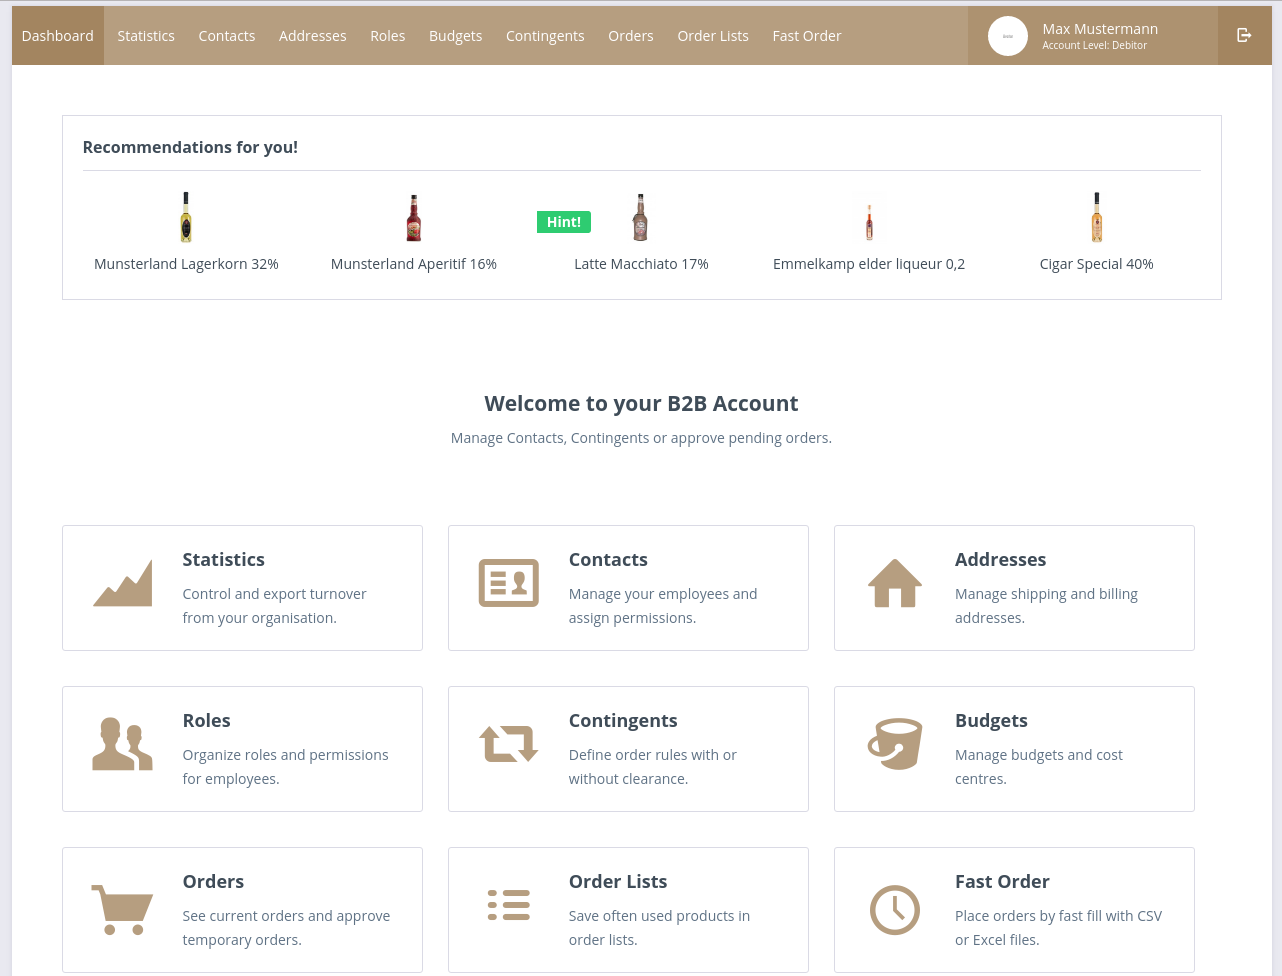 Dashboard Statistics Contacts Addresses Roles Budgets Contingents Orders Order Lists Fast Order Max Mustermann
Account Level: Debitor
Recommendations for you!
Hint!
Munsterland Lagerkorn 32% Munsterland Aperitif 16% Latte Macchiato 17% Emmelkamp elder liqueur 0,2 Cigar Special 40%
Welcome to your B2B Account
Manage Contacts, Contingents or approve pending orders.
Statistics
Control and export turnover
from your organisation.
Contacts
Manage your employees and
assign permissions.
Addresses
Manage shipping and billing
addresses.
Roles
Organize roles and permissions
for employees.
Contingents
Define order rules with or
without clearance.
Budgets
Manage budgets and cost
centres.
Orders
See current orders and approve
temporary orders.
Order Lists
Save often used products in
order lists.
Fast Order
Place orders by fast fill with CSV
or Excel files.